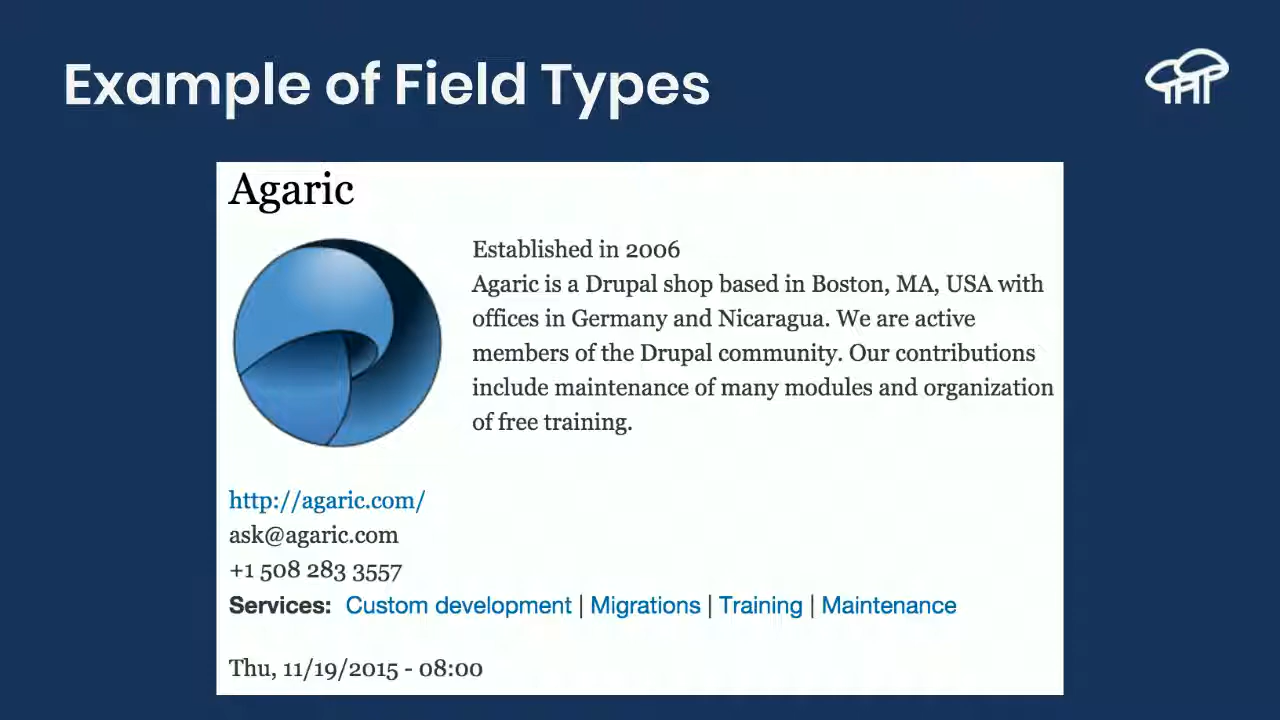 Example of Field Types
Agaric
Established in 2006
Agaric is a Drupal shop based in Boston, MA, USA with
offices in Germany and Nicaragua. We are active
members of the Drupal community. Our contributions
include maintenance of many modules and organization
of free training.
http://agaric.com/
ask@agaric.com
+1 508 283 3557
Services: Custom development | Migrations | Training | Maintenance
Thu, 11/19/2015 - 08:00